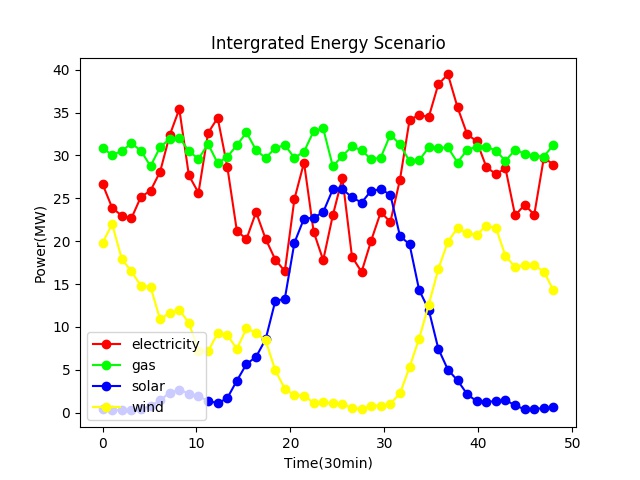 Intergrated Energy Scenario
Power(MW)
40
35
30
25
20
15
10
5
0
electricity
gas
solar
wind
0 10 20 30 40 50
Time(30min)